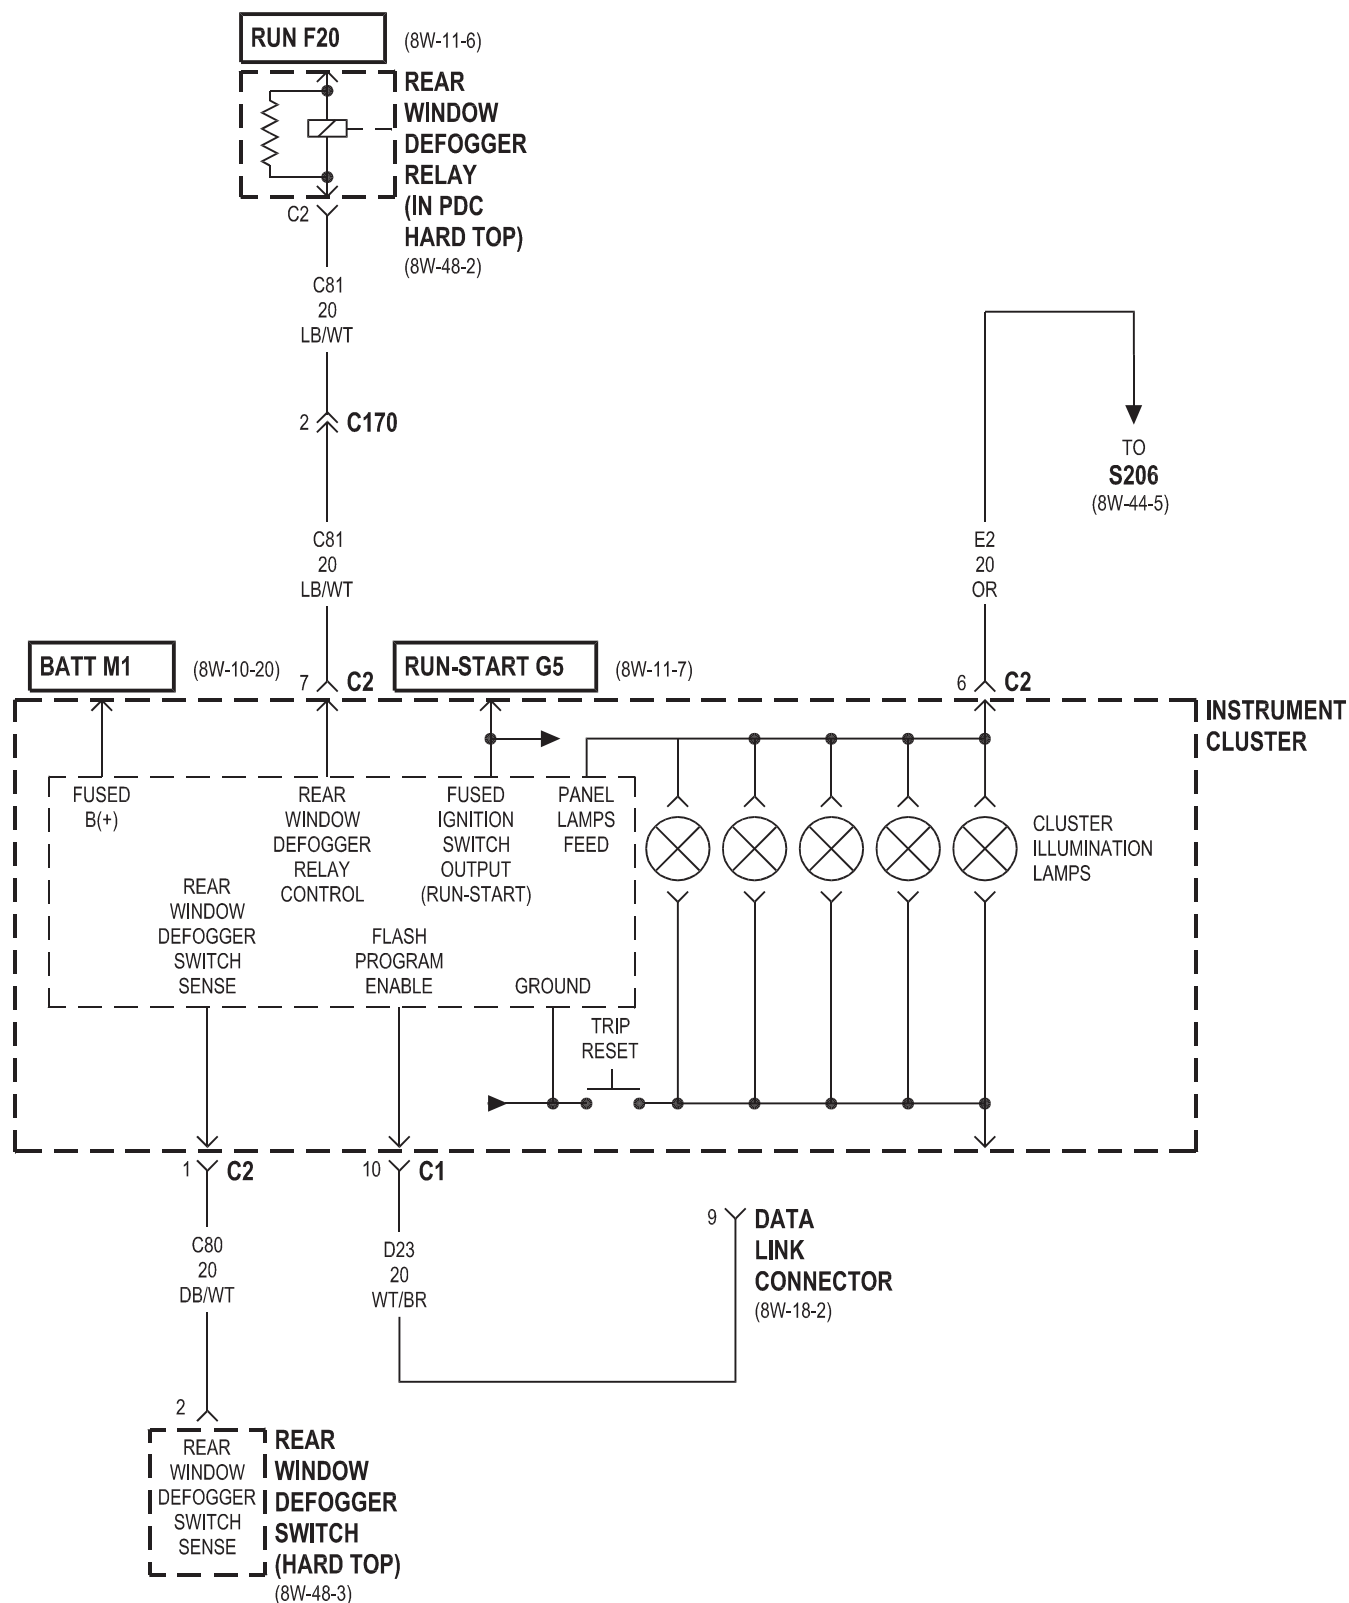 RUN F20
(8W-11-6)
REAR
WINDOW
DEFOGGER
RELAY
(IN PDC
HARD TOP)
(8W-48-2)
C2
C81
20
LB/WT
2
C170
C81
20
LB/WT
TO
S206
(8W-44-5)
E2
20
OR
BATT M1
(8W-10-20)
7
C2
RUN-START G5
(8W-11-7)
6
C2
INSTRUMENT
CLUSTER
FUSED
B(+)
REAR
WINDOW
DEFOGGER
RELAY
CONTROL
FUSED
IGNITION
SWITCH
OUTPUT
(RUN-START)
PANEL
LAMPS
FEED
CLUSTER
ILLUMINATION
LAMPS
REAR
WINDOW
DEFOGGER
SWITCH
SENSE
FLASH
PROGRAM
ENABLE
GROUND
TRIP
RESET
1
C2
10
C1
C80
20
DB/WT
D23
20
WT/BR
9
DATA
LINK
CONNECTOR
(8W-18-2)
2
REAR
WINDOW
DEFOGGER
SWITCH
SENSE
REAR
WINDOW
DEFOGGER
SWITCH
(HARD TOP)
(8W-48-3)